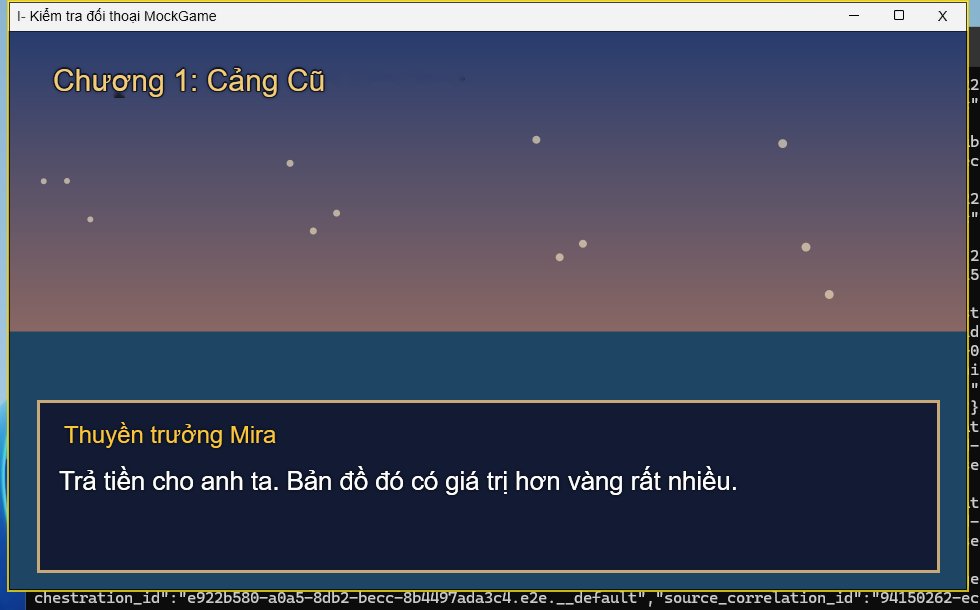 I- Kiểm tra đối thoại MockGame
Chương 1: Cảng Cũ
Thuyền trưởng Mira
Trả tiền cho anh ta. Bản đồ đó có giá trị hơn vàng rất nhiều.
chestration_id":"e922b580-a0a5-8db2-becc-8b4497ada3c4.e2e.__default","source_correlation_id":"94150262-e